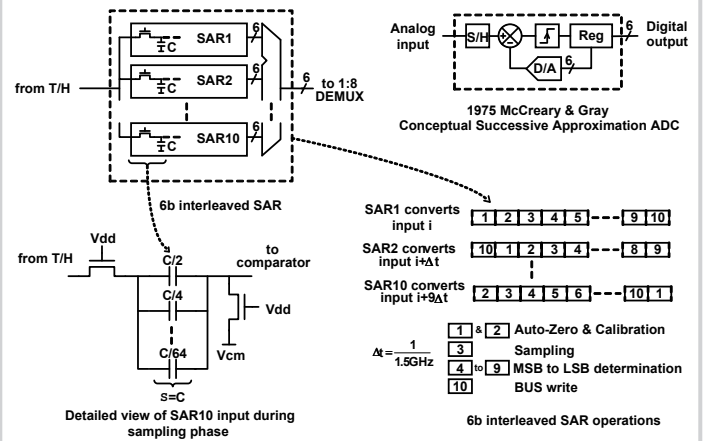 SAR1
C
6
SAR2
C
6
SAR10
C
6
from T/H
6
to 1:8
DEMUX
6b interleaved SAR
Analog
input
S/H
Reg
D/A
6
6
Digital
output
1975 McCreary & Gray
Conceptual Successive Approximation ADC
from T/H
Vdd
C/2
C/4
C/64
to
comparator
Vdd
Vcm
S=C
Detailed view of SAR10 input during
sampling phase
SAR1 converts
input i
1 2 3 4 5 9 10
SAR2 converts
input i+Δt
10 1 2 3 4 8 9
SAR10 converts
input i+9Δt
2 3 4 5 6 10 1
Δt = 1
1.5GHz
1 & 2 Auto-Zero & Calibration
3 Sampling
4 to 9 MSB to LSB determination
10 BUS write
6b interleaved SAR operations